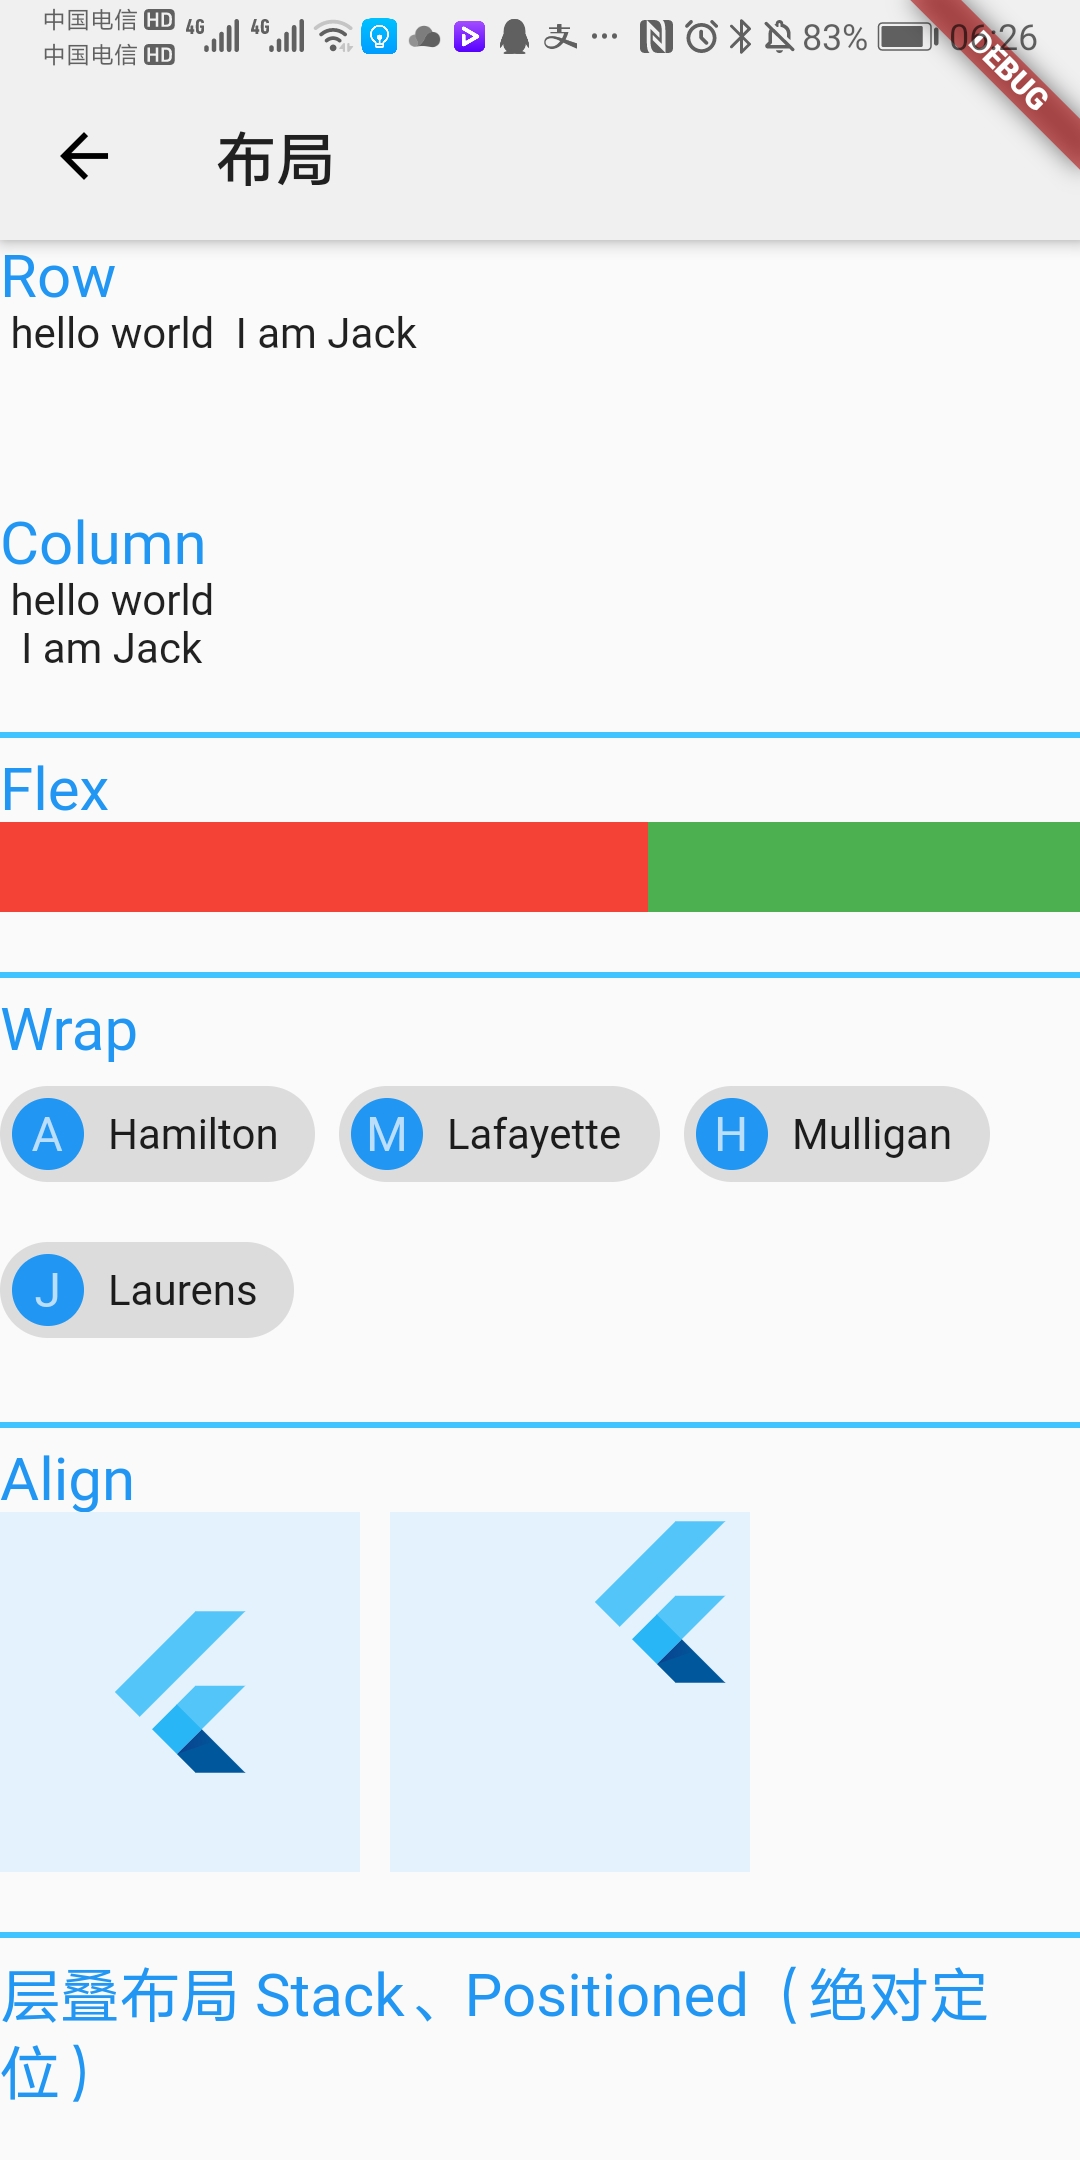 中国电信 HD 4G 4G 83% 06:26
中国电信 HD
DEBUG
布局
Row
hello world I am Jack
Column
hello world
I am Jack
Flex
Wrap
A Hamilton M Lafayette H Mulligan
J Laurens
Align
层叠布局 Stack、Positioned（绝对定
位）